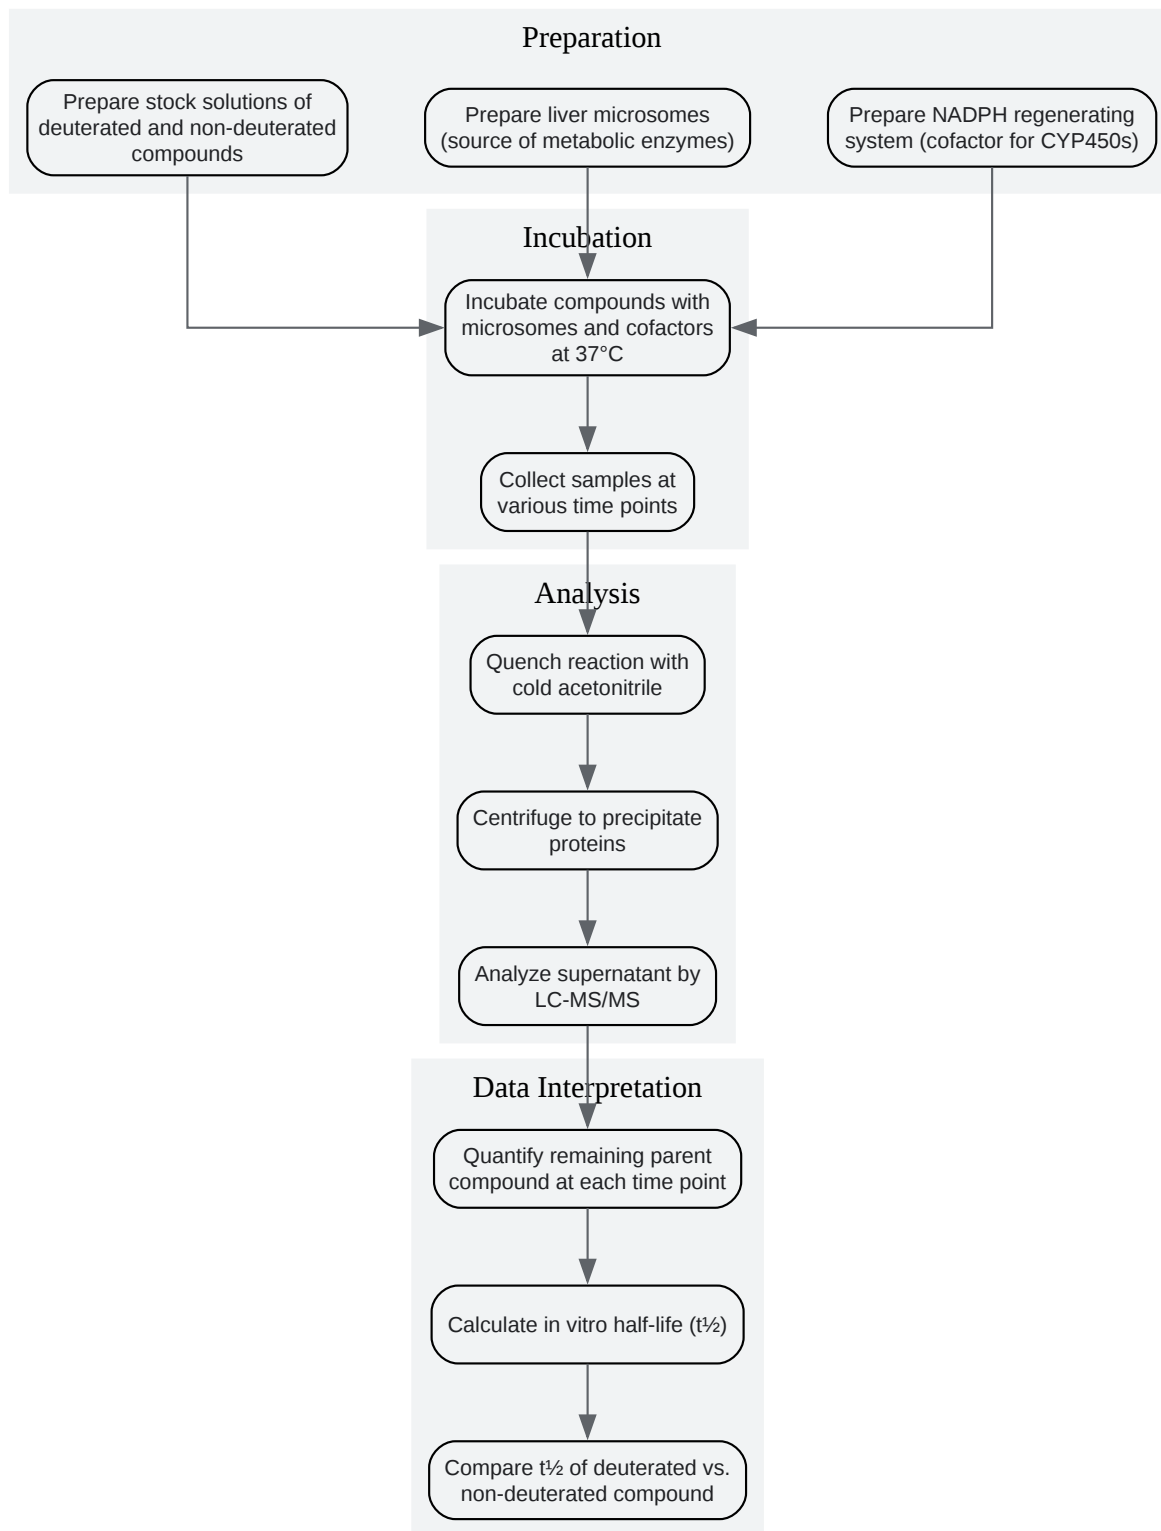 Preparation
Prepare stock solutions of
deuterated and non-deuterated
compounds
Prepare liver microsomes
(source of metabolic enzymes)
Prepare NADPH regenerating
system (cofactor for CYP450s)
Incubation
Incubate compounds with
microsomes and cofactors
at 37°C
Collect samples at
various time points
Analysis
Quench reaction with
cold acetonitrile
Centrifuge to precipitate
proteins
Analyze supernatant by
LC-MS/MS
Data Interpretation
Quantify remaining parent
compound at each time point
Calculate in vitro half-life (t½)
Compare t½ of deuterated vs.
non-deuterated compound